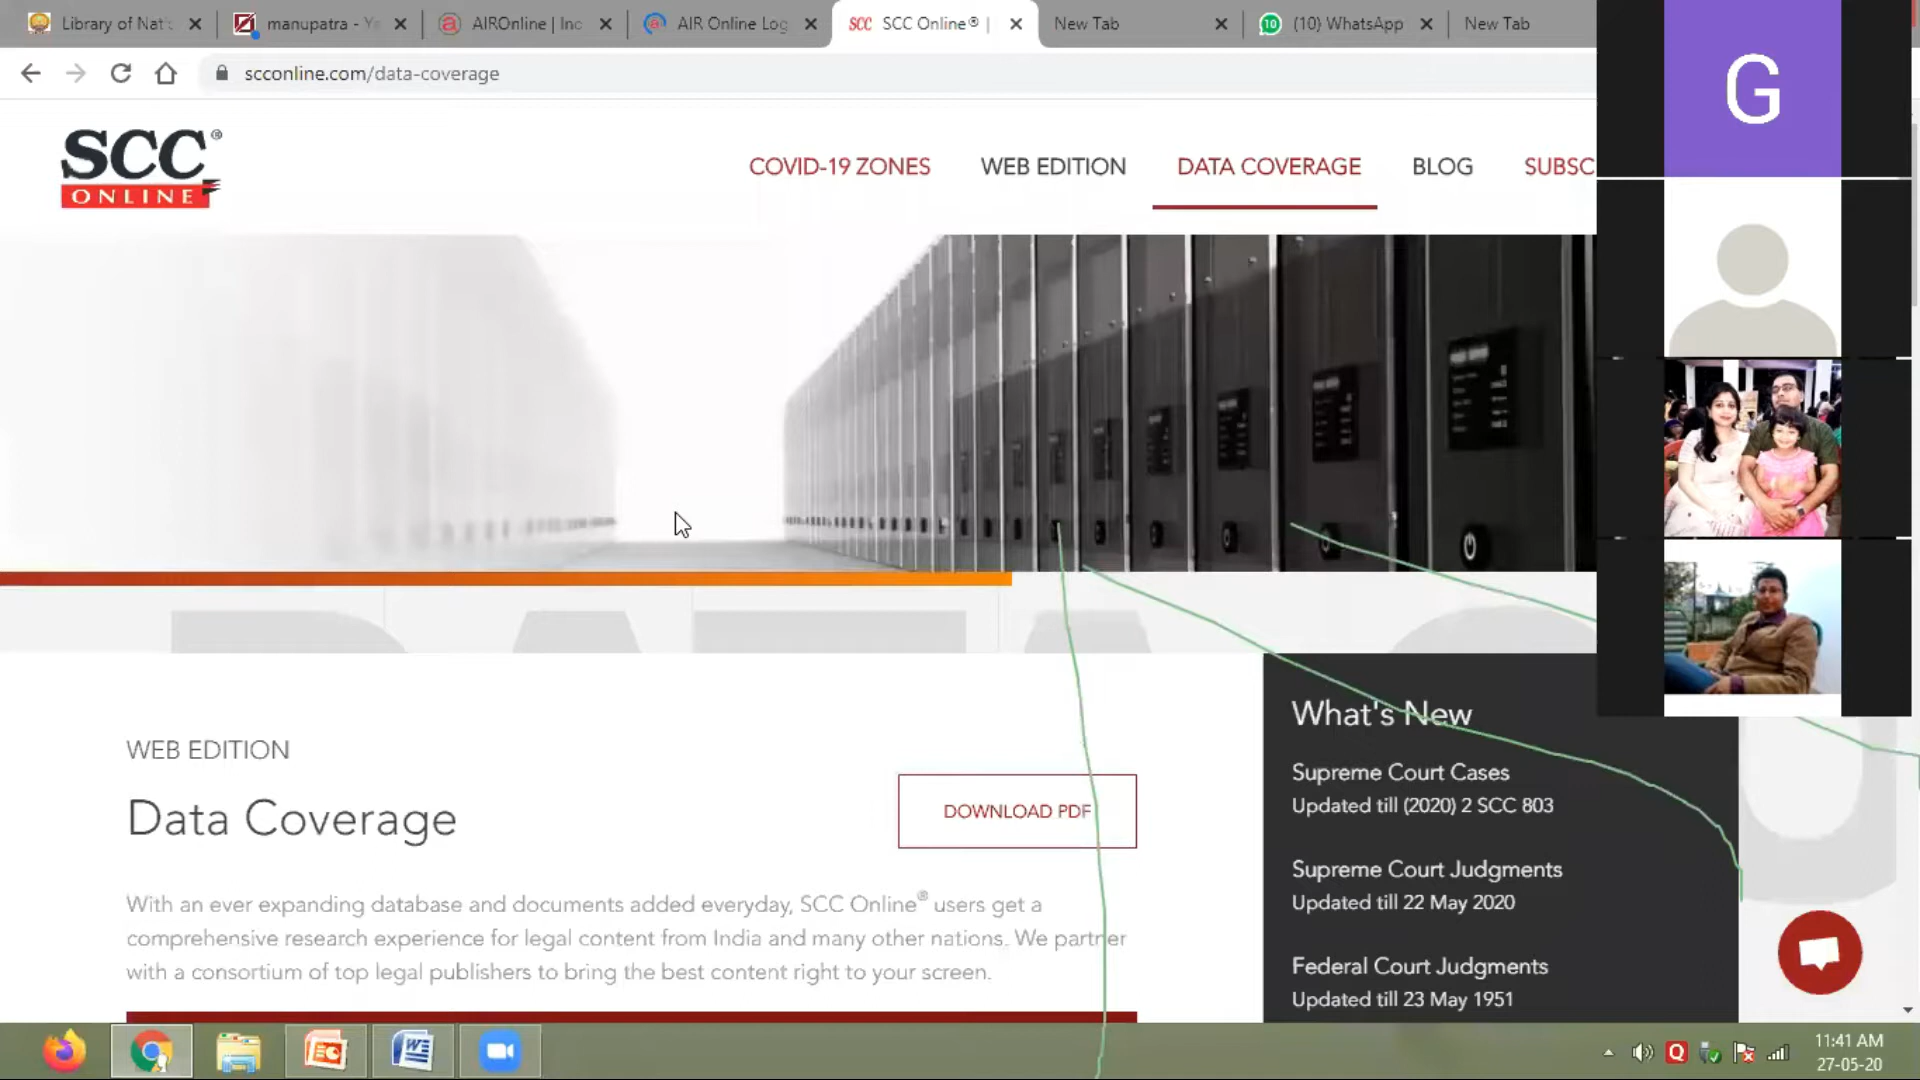 Library of Nat
manupatra - Ye
AIROnline | Inc
AIR Online Log
SCC SCC Online® |
New Tab
10 (10) WhatsApp
New Tab
scconline.com/data-coverage
SCC®
ONLINE
COVID-19 ZONES
WEB EDITION
DATA COVERAGE
BLOG
SUBSC
G
WEB EDITION
Data Coverage
DOWNLOAD PDF
With an ever expanding database and documents added everyday, SCC Online® users get a
comprehensive research experience for legal content from India and many other nations. We partner
with a consortium of top legal publishers to bring the best content right to your screen.
What's New
Supreme Court Cases
Updated till (2020) 2 SCC 803
Supreme Court Judgments
Updated till 22 May 2020
Federal Court Judgments
Updated till 23 May 1951
11:41 AM
27-05-20